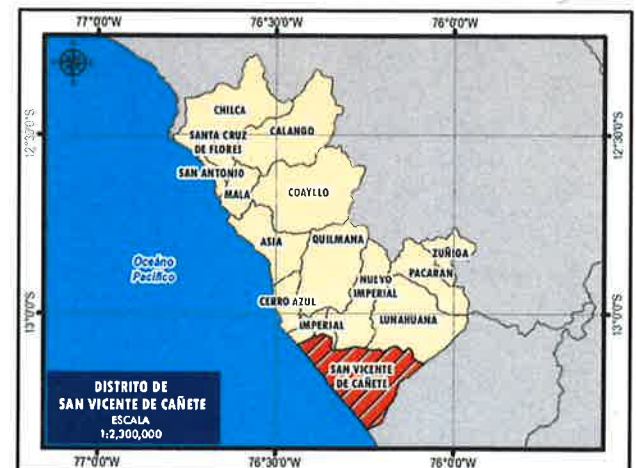 77°0'0"W 76°30'0"W 76°0'0"W
12°30'0"S
12°30'0"S
CHILCA
CALANGO
SANTA CRUZ
DE FLORES
SAN ANTONIO
MALA
COAYLLO
ASIA
QUILMANA
ZUÑIGA
PACARAN
Océano
Pacífico
NUEVO
IMPERIAL
CERRO AZUL
13°0'0"S
13°0'0"S
IMPERIAL
LUNAHUANA
SAN VICENTE
DE CAÑETE
DISTRITO DE
SAN VICENTE DE CAÑETE
ESCALA
1:2,300,000
77°0'0"W 76°30'0"W 76°0'0"W